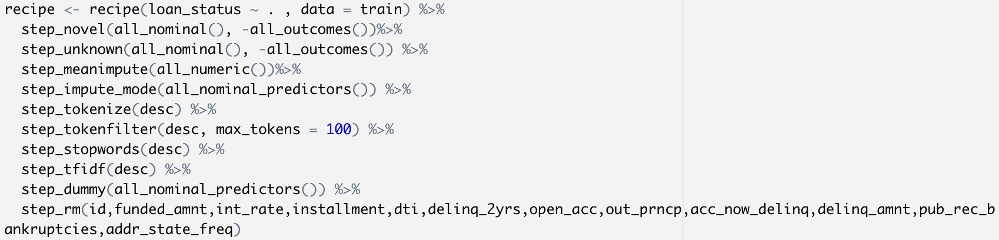 recipe <- recipe(loan_status ~ . , data = train) %>%
  step_novel(all_nominal(), -all_outcomes())%>%
  step_unknown(all_nominal(), -all_outcomes()) %>%
  step_meanimpute(all_numeric())%>%
  step_impute_mode(all_nominal_predictors()) %>%
  step_tokenize(desc) %>%
  step_tokenfilter(desc, max_tokens = 100) %>%
  step_stopwords(desc) %>%
  step_tfidf(desc) %>%
  step_dummy(all_nominal_predictors()) %>%
  step_rm(id,funded_amnt,int_rate,installment,dti,delinq_2yrs,open_acc,out_prncp,acc_now_delinq,delinq_amnt,pub_rec_b
ankruptcies,addr_state_freq)